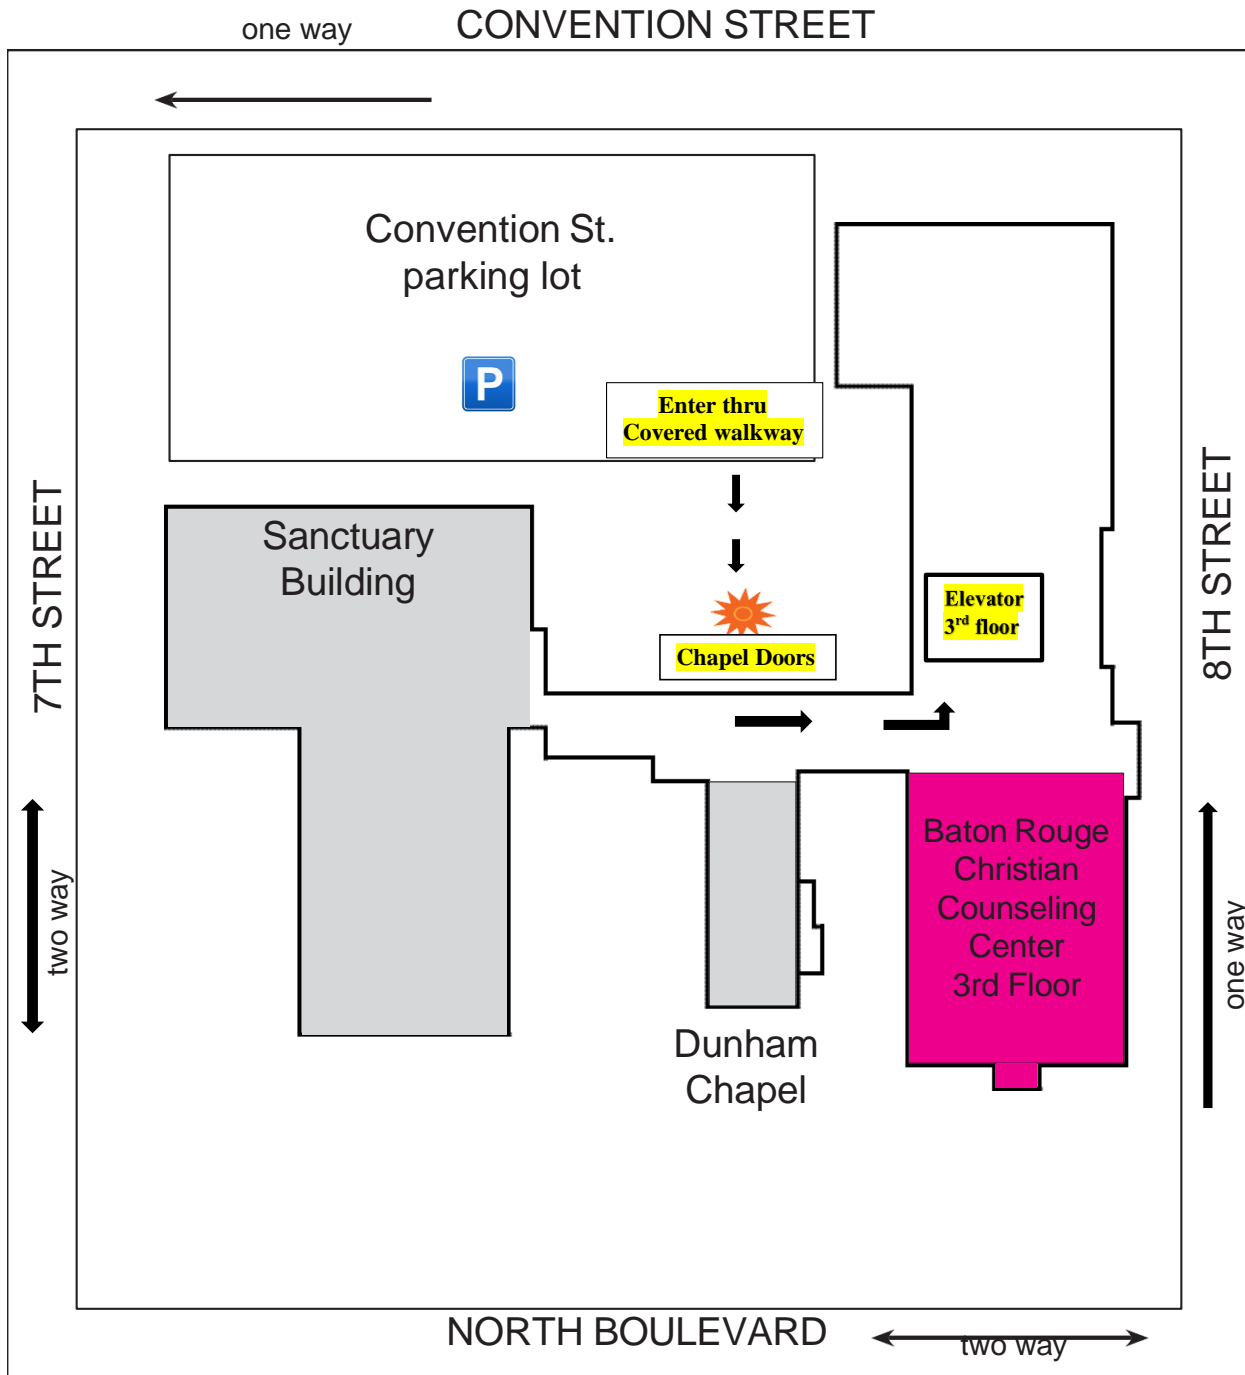 one way
CONVENTION STREET
Convention St.
parking lot
P
Enter thru
Covered walkway
7TH STREET
8TH STREET
Sanctuary
Building
Elevator
3rd floor
Chapel Doors
two way
Baton Rouge
Christian
Counseling
Center
3rd Floor
one way
Dunham
Chapel
NORTH BOULEVARD
two way